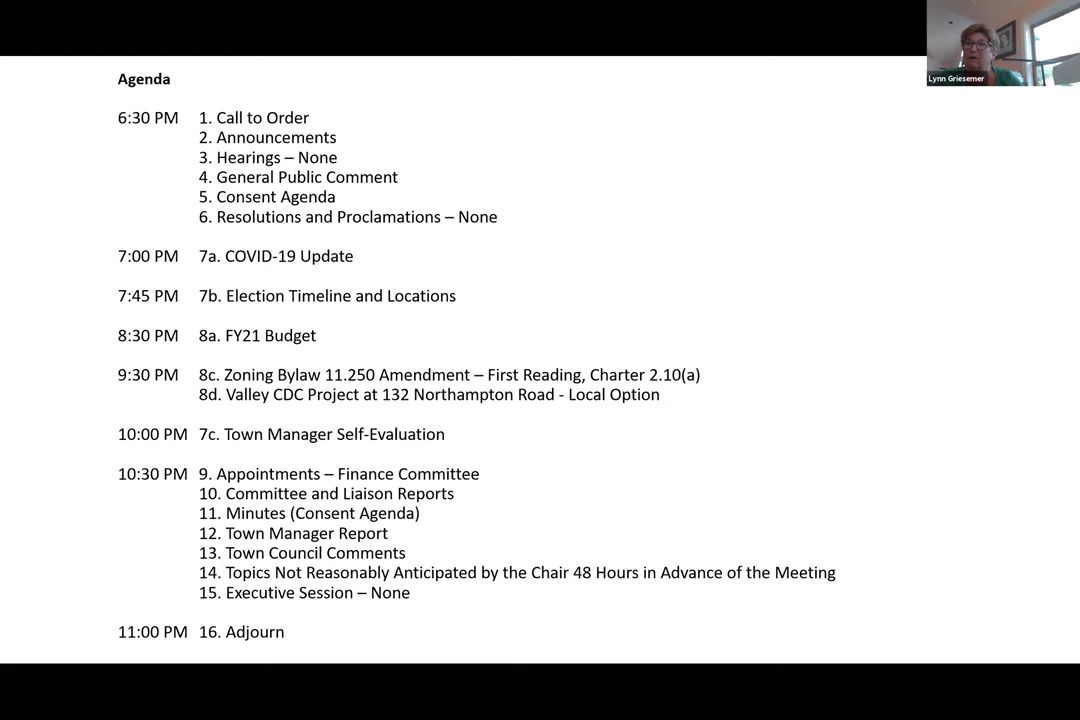 Lynn Griesemer
Agenda
6:30 PM 1. Call to Order
2. Announcements
3. Hearings – None
4. General Public Comment
5. Consent Agenda
6. Resolutions and Proclamations – None
7:00 PM 7a. COVID-19 Update
7:45 PM 7b. Election Timeline and Locations
8:30 PM 8a. FY21 Budget
9:30 PM 8c. Zoning Bylaw 11.250 Amendment – First Reading, Charter 2.10(a)
8d. Valley CDC Project at 132 Northampton Road - Local Option
10:00 PM 7c. Town Manager Self-Evaluation
10:30 PM 9. Appointments – Finance Committee
10. Committee and Liaison Reports
11. Minutes (Consent Agenda)
12. Town Manager Report
13. Town Council Comments
14. Topics Not Reasonably Anticipated by the Chair 48 Hours in Advance of the Meeting
15. Executive Session – None
11:00 PM 16. Adjourn